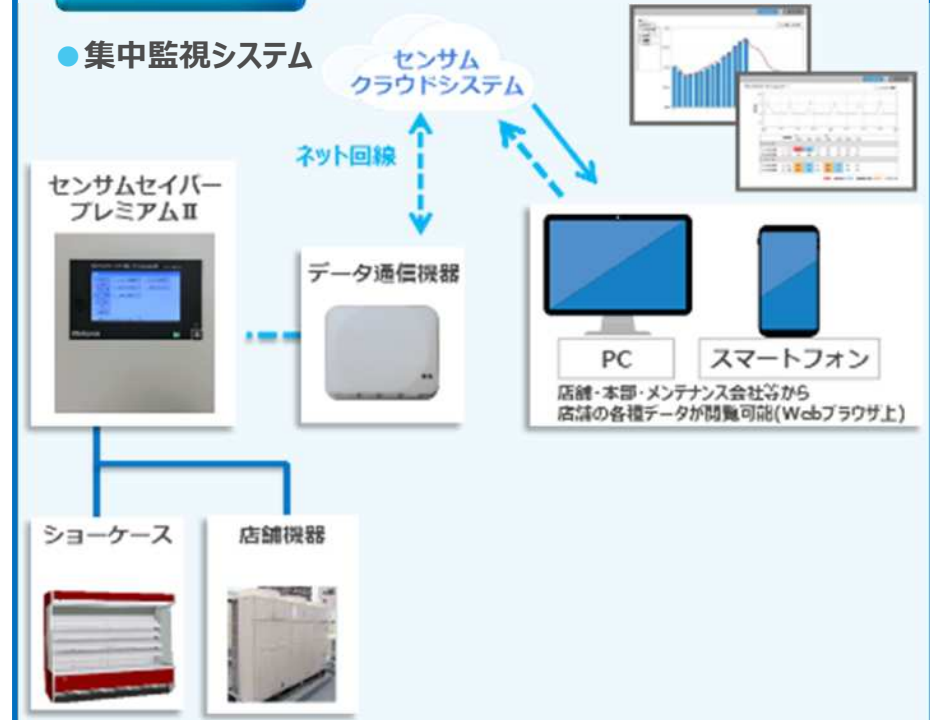 集中監視システム
センサム
クラウドシステム
ネット回線
センサムセイバー
プレミアムⅡ
データ通信機器
PC
スマートフォン
店舗・本部・メンテナンス会社等から
店舗の各種データが閲覧可能(Webブラウザ上)
ショーケース
店舗機器